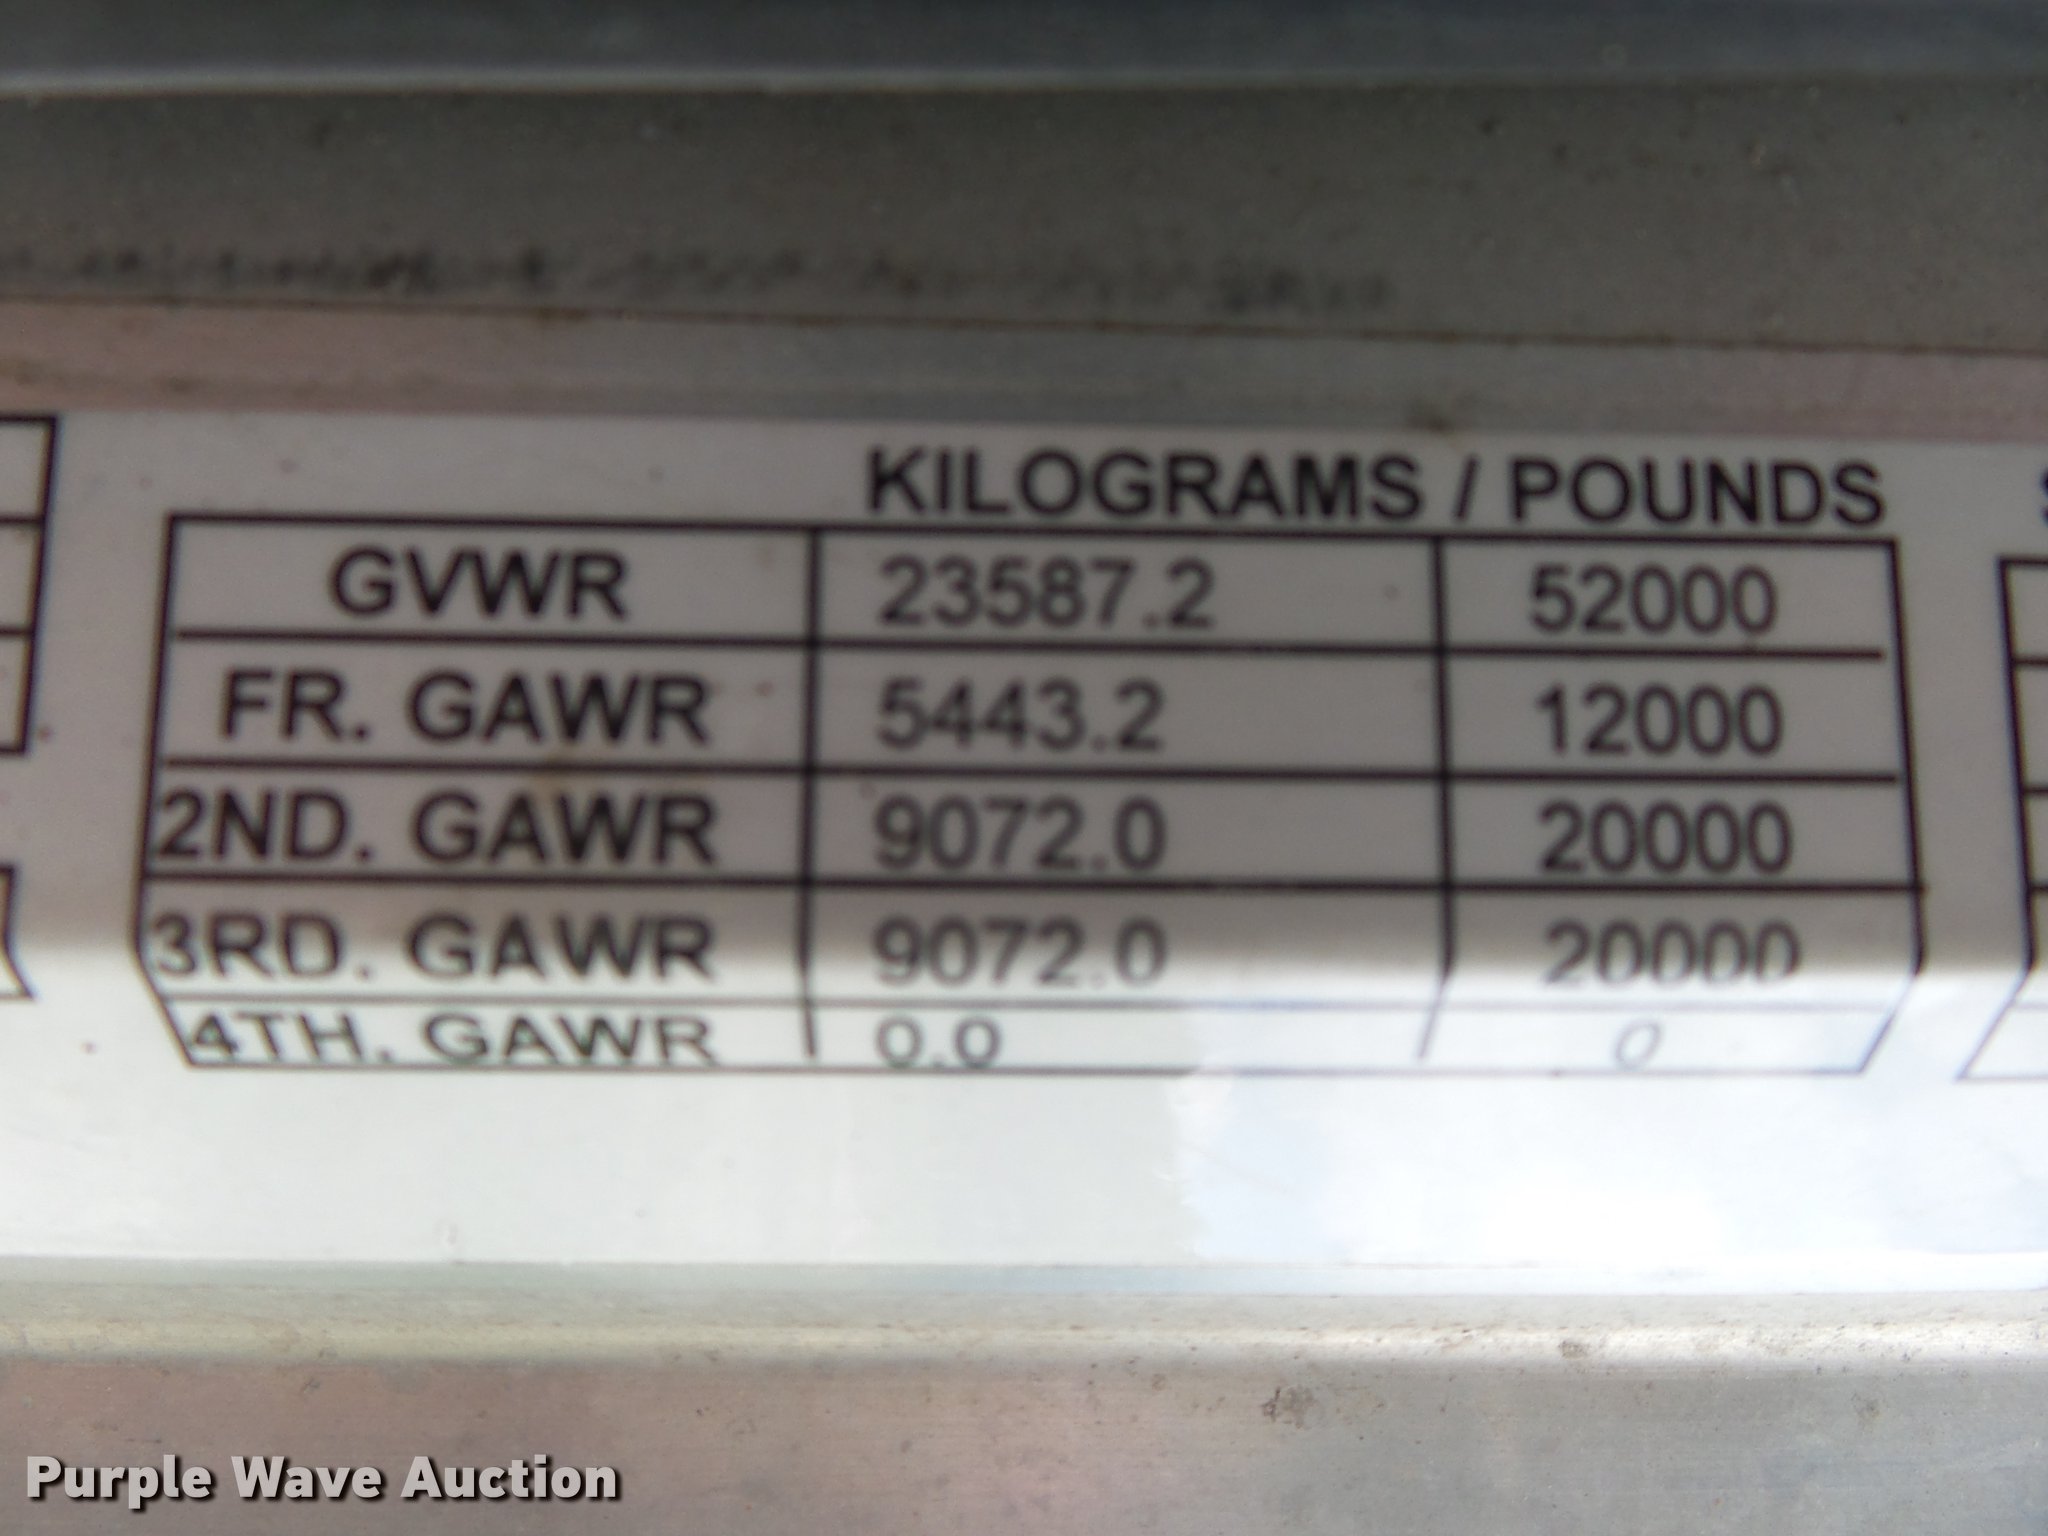 KILOGRAMS / POUNDS
GVWR 23587.2 52000
FR. GAWR 5443.2 12000
2ND. GAWR 9072.0 20000
3RD. GAWR 9072.0 20000
4TH. GAWR 0.0 0
Purple Wave Auction